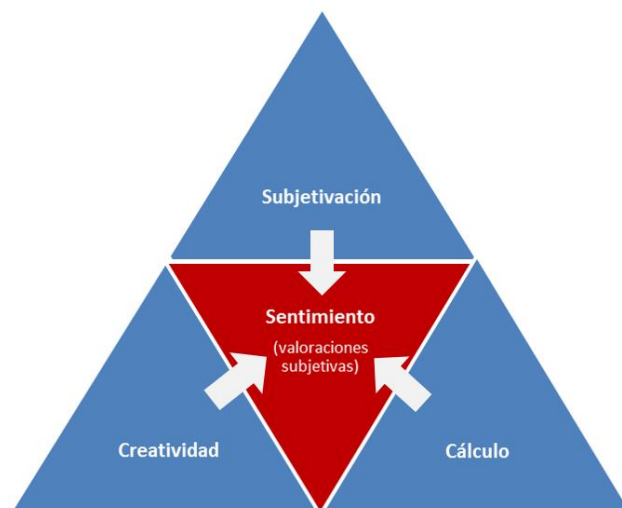 Subjetivación
Sentimiento
(valoraciones
subjetivas)
Creatividad
Cálculo